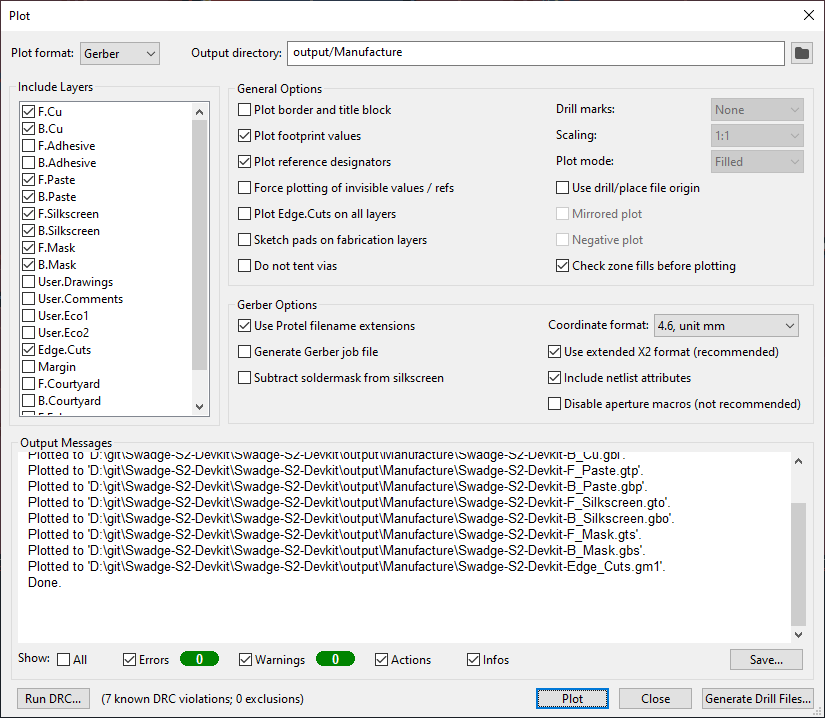 Plot
Plot format: Gerber
Output directory: output/Manufacture
Include Layers
F.Cu
B.Cu
F.Adhesive
B.Adhesive
F.Paste
B.Paste
F.Silkscreen
B.Silkscreen
F.Mask
B.Mask
User.Drawings
User.Comments
User.Eco1
User.Eco2
Edge.Cuts
Margin
F.Courtyard
B.Courtyard
General Options
Plot border and title block
Plot footprint values
Plot reference designators
Force plotting of invisible values / refs
Plot Edge.Cuts on all layers
Sketch pads on fabrication layers
Do not tent vias
Drill marks: None
Scaling: 1:1
Plot mode: Filled
Use drill/place file origin
Mirrored plot
Negative plot
Check zone fills before plotting
Gerber Options
Use Protel filename extensions
Generate Gerber job file
Subtract soldermask from silkscreen
Coordinate format: 4.6, unit mm
Use extended X2 format (recommended)
Include netlist attributes
Disable aperture macros (not recommended)
Output Messages
Plotted to 'D:\git\Swadge-S2-Devkit\Swadge-S2-Devkit\output\Manufacture\Swadge-S2-Devkit-B_Cu.gbl'.
Plotted to 'D:\git\Swadge-S2-Devkit\Swadge-S2-Devkit\output\Manufacture\Swadge-S2-Devkit-F_Paste.gtp'.
Plotted to 'D:\git\Swadge-S2-Devkit\Swadge-S2-Devkit\output\Manufacture\Swadge-S2-Devkit-B_Paste.gbp'.
Plotted to 'D:\git\Swadge-S2-Devkit\Swadge-S2-Devkit\output\Manufacture\Swadge-S2-Devkit-F_Silkscreen.gto'.
Plotted to 'D:\git\Swadge-S2-Devkit\Swadge-S2-Devkit\output\Manufacture\Swadge-S2-Devkit-B_Silkscreen.gbo'.
Plotted to 'D:\git\Swadge-S2-Devkit\Swadge-S2-Devkit\output\Manufacture\Swadge-S2-Devkit-F_Mask.gts'.
Plotted to 'D:\git\Swadge-S2-Devkit\Swadge-S2-Devkit\output\Manufacture\Swadge-S2-Devkit-B_Mask.gbs'.
Plotted to 'D:\git\Swadge-S2-Devkit\Swadge-S2-Devkit\output\Manufacture\Swadge-S2-Devkit-Edge_Cuts.gm1'.
Done.
Show: All Errors 0 Warnings 0 Actions Infos Save...
Run DRC... (7 known DRC violations; 0 exclusions) Plot Close Generate Drill Files...